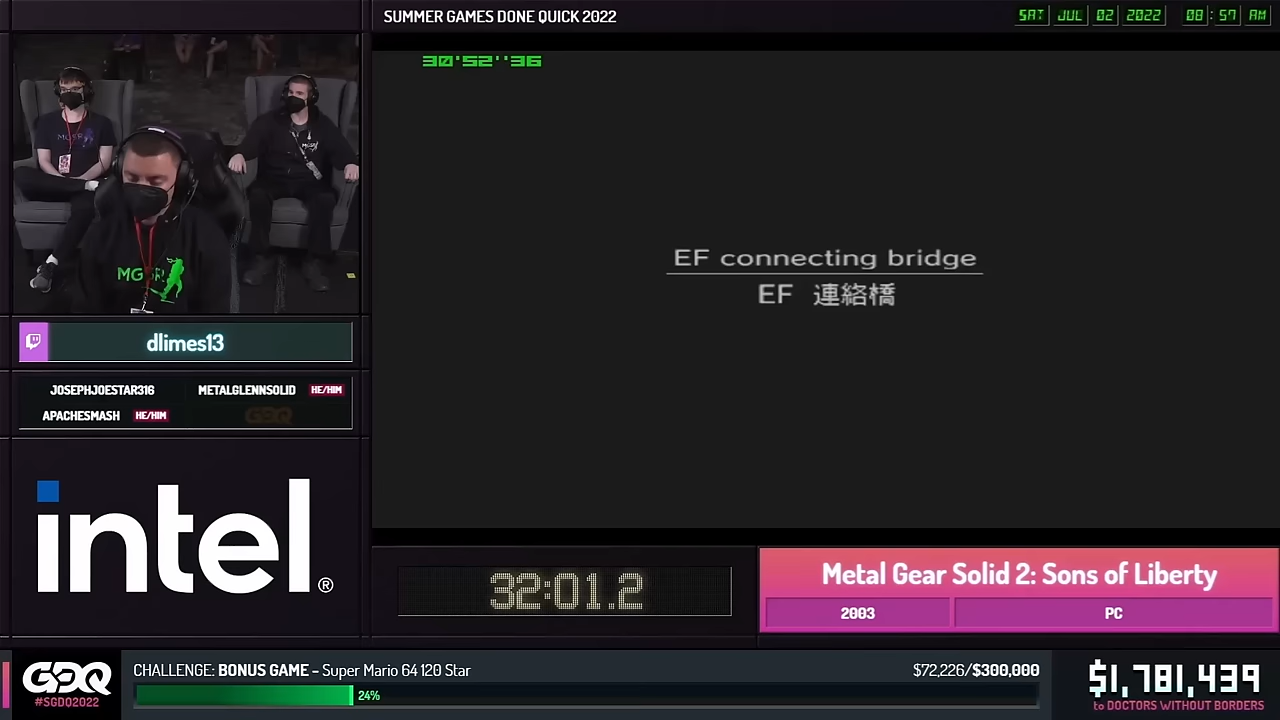 SUMMER GAMES DONE QUICK 2022
SAT JUL 02 2022 08:57 AM
30'52''36
EF connecting bridge
EF 連絡橋
MGSR
dlimes13
JOSEPHJOESTAR316
METALGLENNSOLID HE/HIM
APACHESMASH HE/HIM
GDQ
intel®
32:01.2
Metal Gear Solid 2: Sons of Liberty
2003
PC
GDQ
#SGDQ2022
CHALLENGE: BONUS GAME – Super Mario 64 120 Star
$72,226/$300,000
24%
$1,781,439
to DOCTORS WITHOUT BORDERS